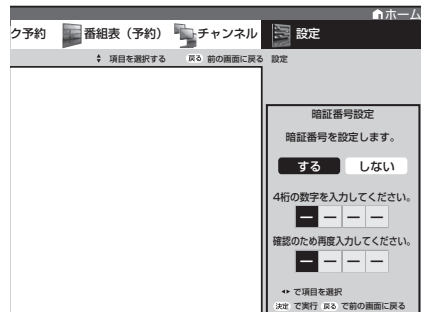 ホーム
ク予約 番組表（予約） チャンネル 設定
項目を選択する 戻る 前の画面に戻る 設定
暗証番号設定
暗証番号を設定します。
する しない
4桁の数字を入力してください。
－ － － －
確認のため再度入力してください。
－ － － －
で項目を選択
決定 で実行 戻る で前の画面に戻る